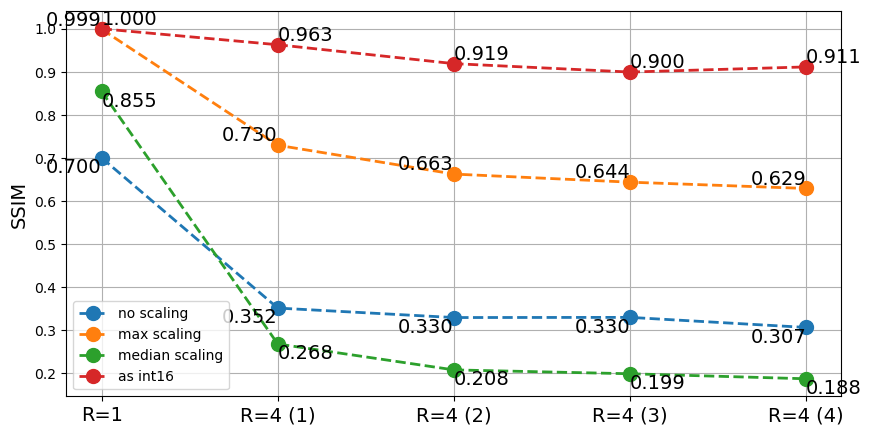 0.999
1.000
0.963
0.919
0.900
0.911
0.855
0.730
0.663
0.644
0.629
0.700
0.352
0.330
0.330
0.307
0.268
0.208
0.199
0.188
SSIM
1.0
0.9
0.8
0.7
0.6
0.5
0.4
0.3
0.2
no scaling
max scaling
median scaling
as int16
R=1
R=4 (1)
R=4 (2)
R=4 (3)
R=4 (4)